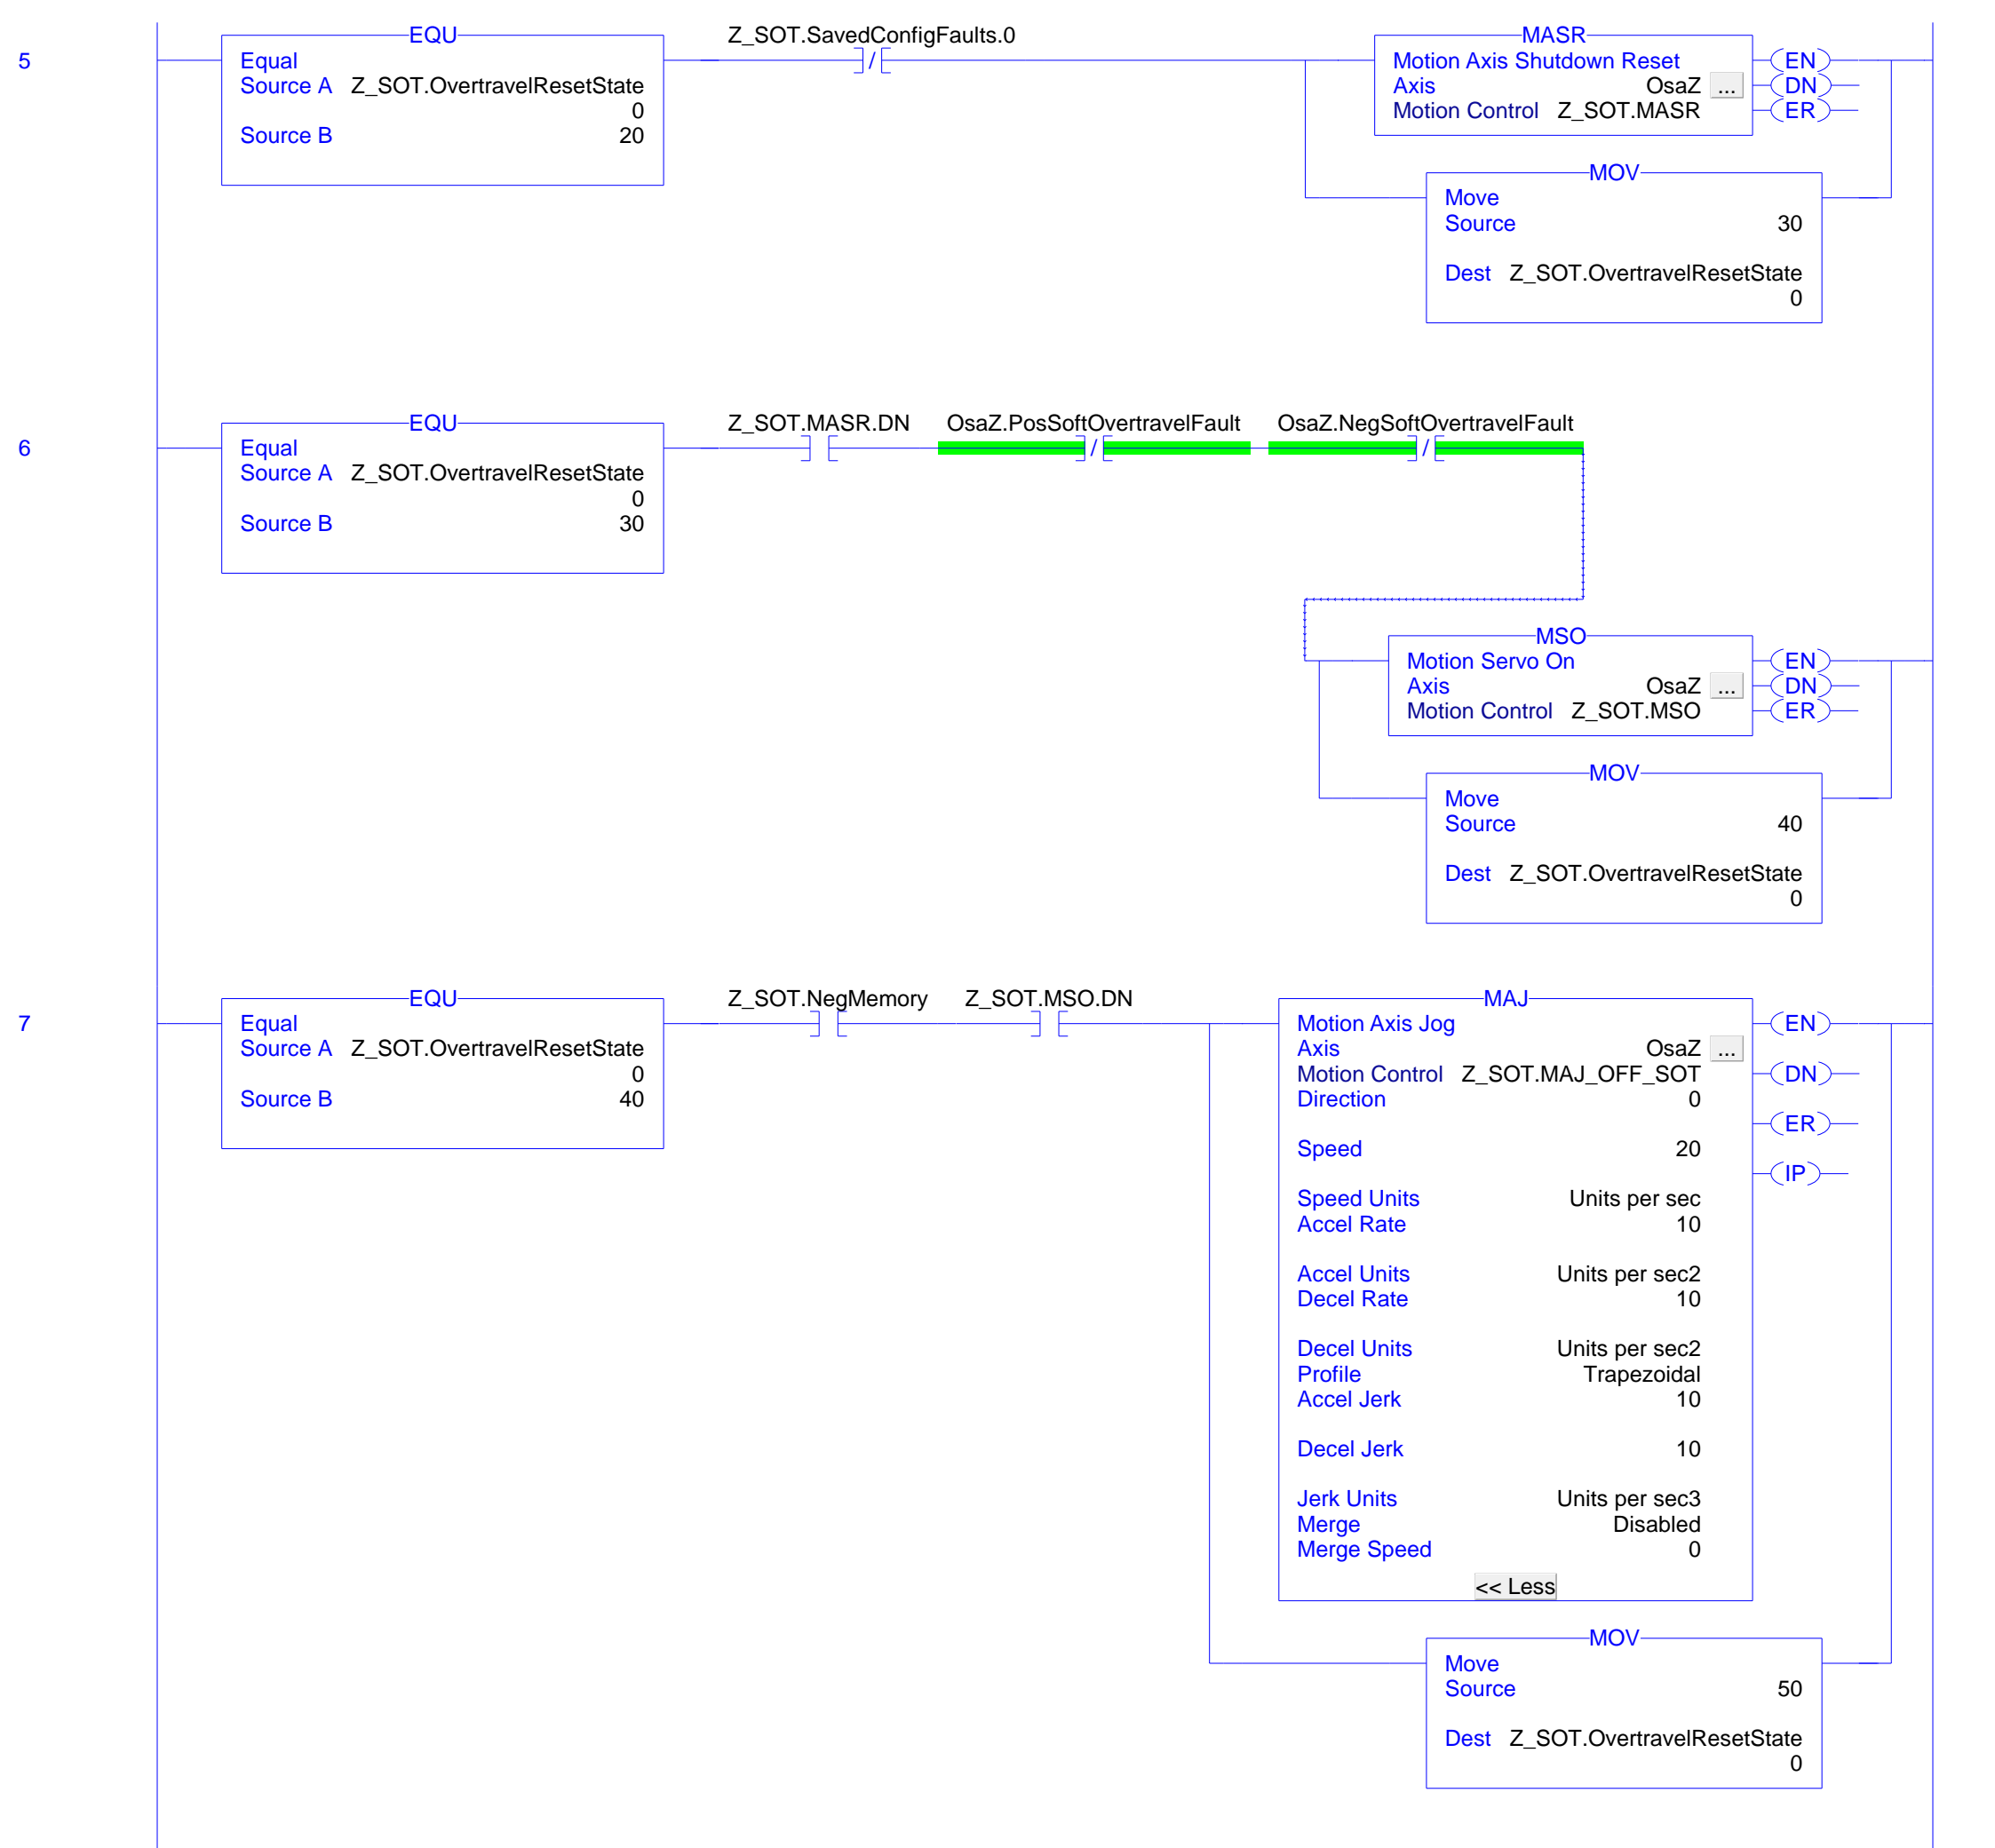 5
EQU
Equal
Source A Z_SOT.OvertravelResetState
0
Source B 20
Z_SOT.SavedConfigFaults.0
/
MASR
Motion Axis Shutdown Reset
Axis OsaZ ...
Motion Control Z_SOT.MASR
EN
DN
ER
MOV
Move
Source 30
Dest Z_SOT.OvertravelResetState
0
6
EQU
Equal
Source A Z_SOT.OvertravelResetState
0
Source B 30
Z_SOT.MASR.DN
OsaZ.PosSoftOvertravelFault
/
OsaZ.NegSoftOvertravelFault
/
MSO
Motion Servo On
Axis OsaZ ...
Motion Control Z_SOT.MSO
EN
DN
ER
MOV
Move
Source 40
Dest Z_SOT.OvertravelResetState
0
7
EQU
Equal
Source A Z_SOT.OvertravelResetState
0
Source B 40
Z_SOT.NegMemory
Z_SOT.MSO.DN
MAJ
Motion Axis Jog
Axis OsaZ ...
Motion Control Z_SOT.MAJ_OFF_SOT
Direction 0
Speed 20
Speed Units Units per sec
Accel Rate 10
Accel Units Units per sec2
Decel Rate 10
Decel Units Units per sec2
Profile Trapezoidal
Accel Jerk 10
Decel Jerk 10
Jerk Units Units per sec3
Merge Disabled
Merge Speed 0
<< Less
EN
DN
ER
IP
MOV
Move
Source 50
Dest Z_SOT.OvertravelResetState
0